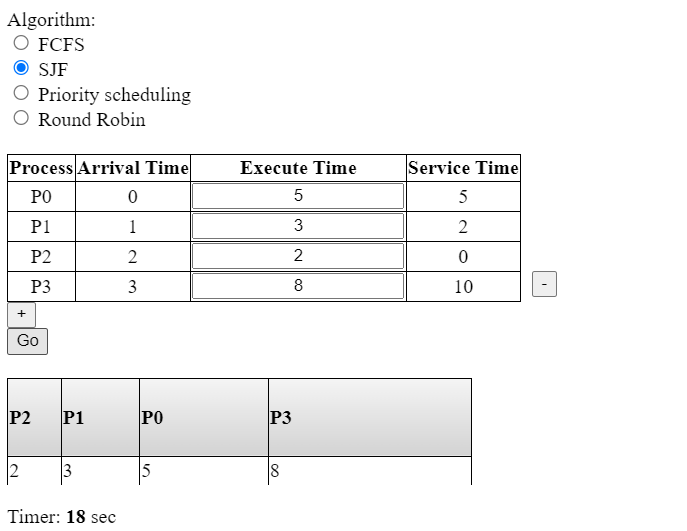 Algorithm:
FCFS
SJF
Priority scheduling
Round Robin
Process Arrival Time Execute Time Service Time
P0 0 5 5
P1 1 3 2
P2 2 2 0
P3 3 8 10 -
+
Go
P2 P1 P0 P3
2 3 5 8
Timer: 18 sec